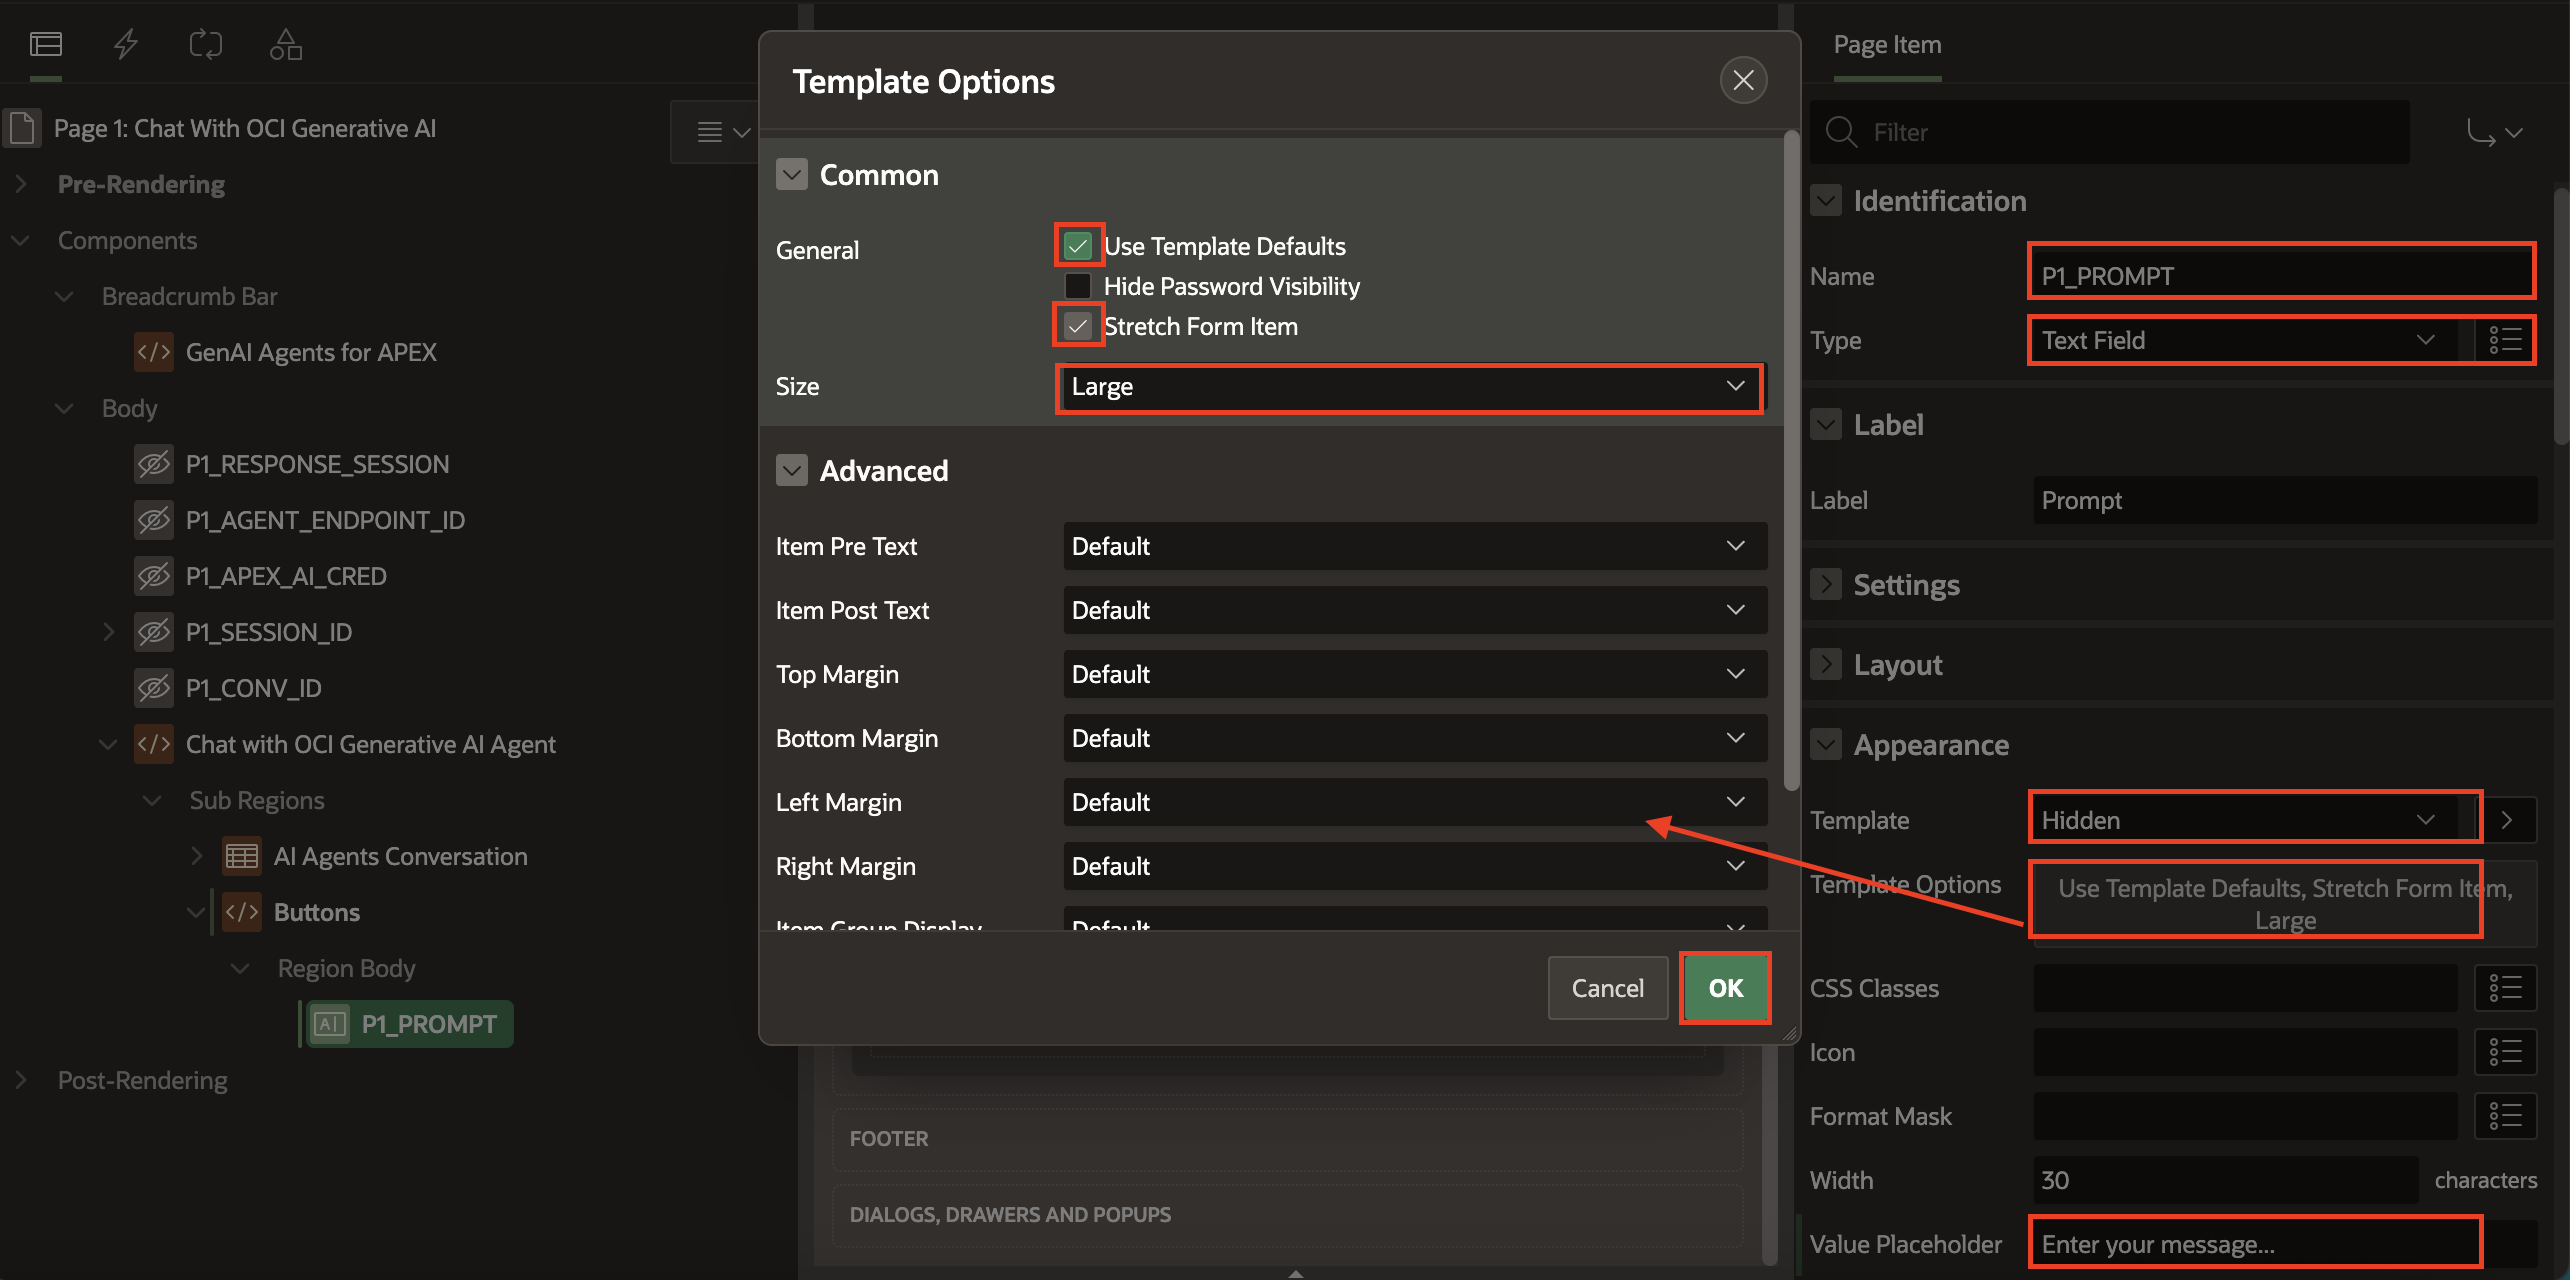 Page 1: Chat With OCI Generative AI
Pre-Rendering
Components
Breadcrumb Bar
GenAI Agents for APEX
Body
P1_RESPONSE_SESSION
P1_AGENT_ENDPOINT_ID
P1_APEX_AI_CRED
P1_SESSION_ID
P1_CONV_ID
Chat with OCI Generative AI Agent
Sub Regions
AI Agents Conversation
Buttons
Region Body
P1_PROMPT
Post-Rendering
Template Options
Common
General
Use Template Defaults
Hide Password Visibility
Stretch Form Item
Size
Large
Advanced
Item Pre Text
Default
Item Post Text
Default
Top Margin
Default
Bottom Margin
Default
Left Margin
Default
Right Margin
Default
Item Group Display
Default
Cancel
OK
FOOTER
DIALOGS, DRAWERS AND POPUPS
Page Item
Filter
Identification
Name
P1_PROMPT
Type
Text Field
Label
Label
Prompt
Settings
Layout
Appearance
Template
Hidden
Template Options
Use Template Defaults, Stretch Form Item,
Large
CSS Classes
Icon
Format Mask
Width
30
characters
Value Placeholder
Enter your message...